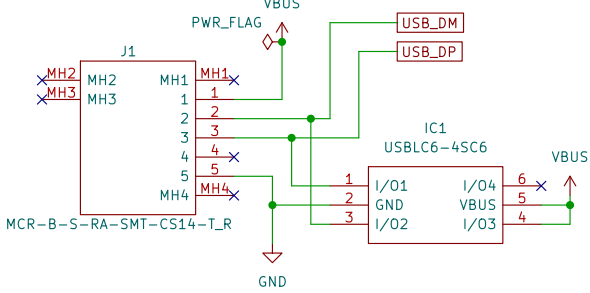 VBUS
PWR_FLAG
USB_DM
USB_DP
J1
MH2 MH2 MH1 MH1
MH3 MH3 1 1
2 2
3 3
4 4
5 5
MH4 MH4
MCR-B-S-RA-SMT-CS14-T_R
GND
IC1
USBLC6-4SC6
VBUS
1 I/O1 I/O4 6
2 GND VBUS 5
3 I/O2 I/O3 4